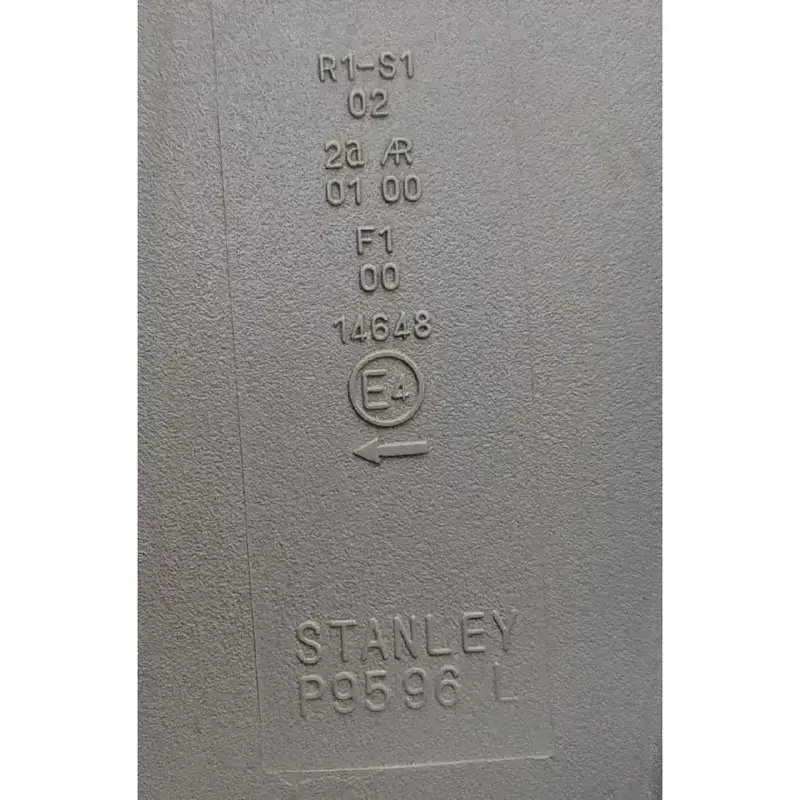 R1-S1
02
2a AR
01 00
F1
00
14648
E4
STANLEY
P9596 L